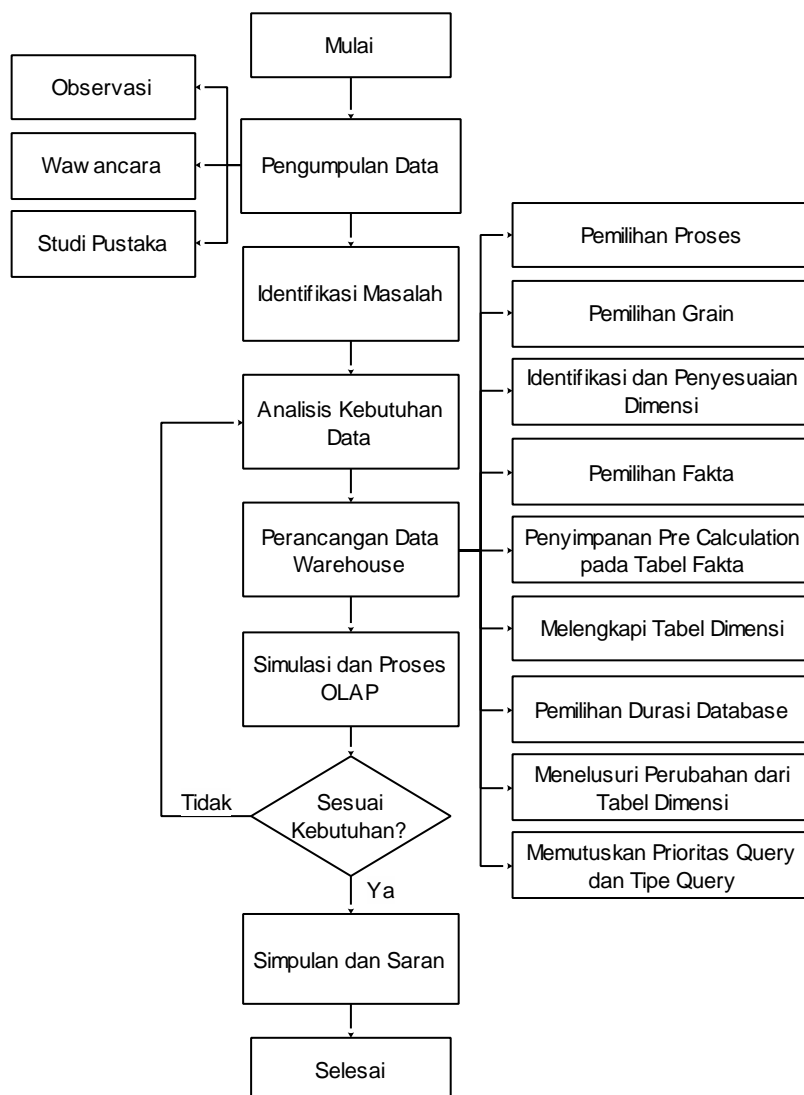 Mulai
Observasi
Wawancara
Studi Pustaka
Pengumpulan Data
Identifikasi Masalah
Analisis Kebutuhan
Data
Perancangan Data
Warehouse
Pemilihan Proses
Pemilihan Grain
Identifikasi dan Penyesuaian
Dimensi
Pemilihan Fakta
Penyimpanan Pre Calculation
pada Tabel Fakta
Melengkapi Tabel Dimensi
Pemilihan Durasi Database
Menelusuri Perubahan dari
Tabel Dimensi
Memutuskan Prioritas Query
dan Tipe Query
Simulasi dan Proses
OLAP
Sesuai
Kebutuhan?
Tidak
Ya
Simpulan dan Saran
Selesai